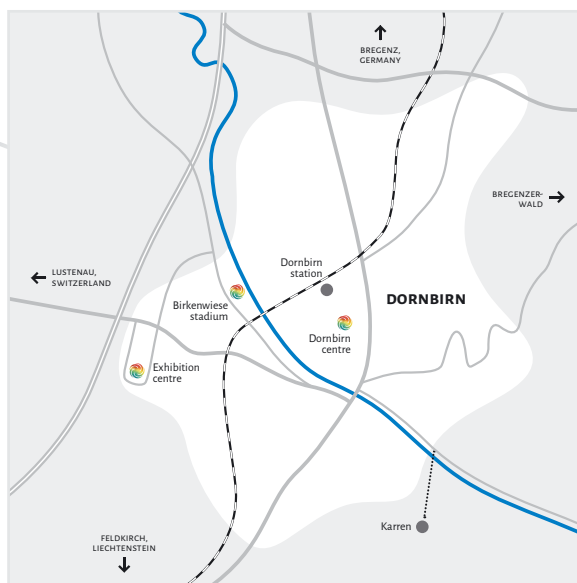 BREGENZ,
GERMANY
BREGENZER-
WALD
Dornbirn
station
LUSTENAU,
SWITZERLAND
Birkenwiese
stadium
DORNBIRN
Dornbirn
centre
Exhibition
centre
Karren
FELDKIRCH,
LIECHTENSTEIN